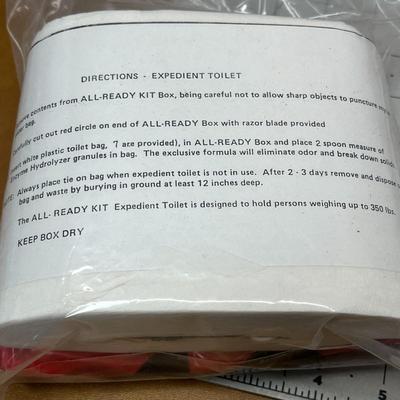 DIRECTIONS - EXPEDIENT TOILET
contents from ALL-READY KIT Box, being careful not to allow sharp objects to puncture
bag.
cut out red circle on end of ALL-READY Box with razor blade provided
white plastic toilet bag, 7 are provided), in ALL-READY Box and place 2 spoon measure of
Enzyme Hydrolyzer granules in bag. The exclusive formula will eliminate odor and break down solids
Always place tie on bag when expedient toilet is not in use. After 2 - 3 days remove and dispose
bag and waste by burying in ground at least 12 inches deep.
The ALL- READY KIT Expedient Toilet is designed to hold persons weighing up to 350 lbs.
KEEP BOX DRY
4 5